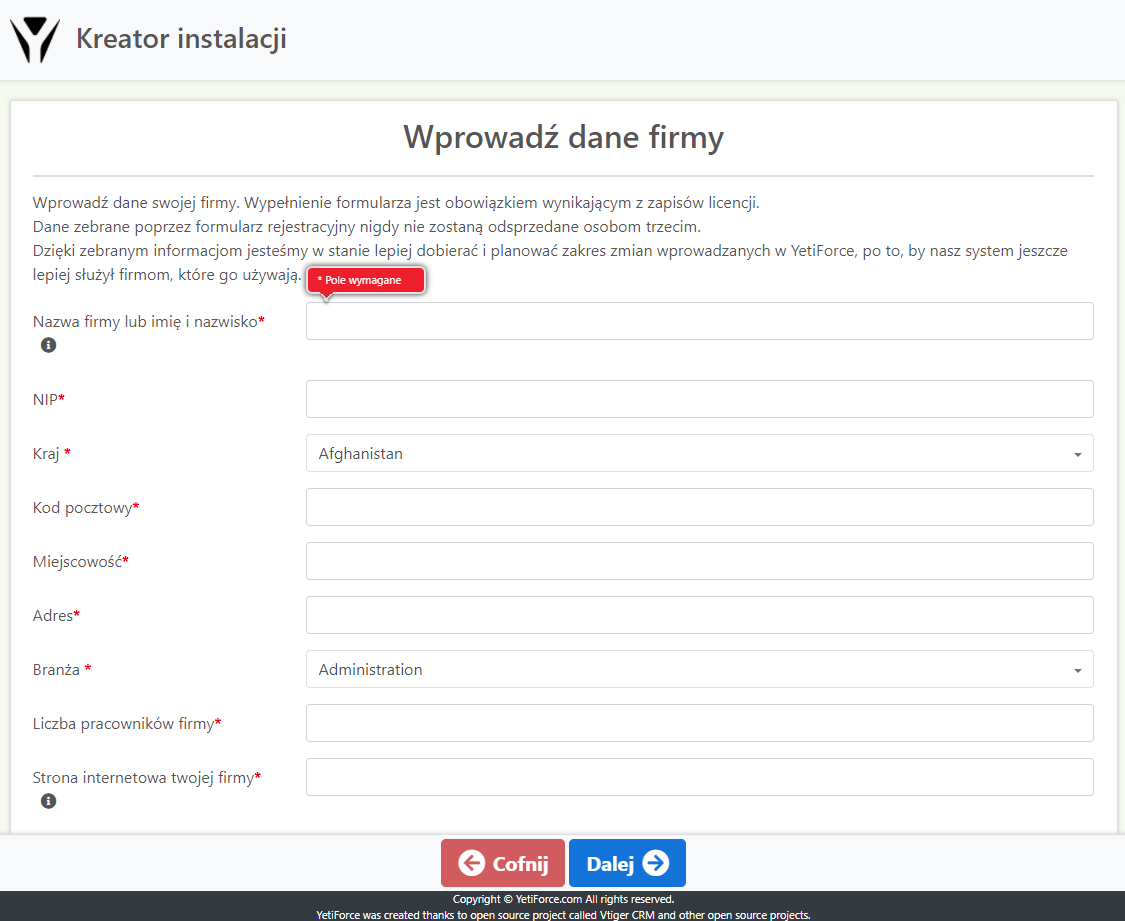 Kreator instalacji
Wprowadź dane firmy
Wprowadź dane swojej firmy. Wypełnienie formularza jest obowiązkiem wynikającym z zapisów licencji.
Dane zebrane poprzez formularz rejestracyjny nigdy nie zostaną odsprzedane osobom trzecim.
Dzięki zebranym informacjom jesteśmy w stanie lepiej dobierać i planować zakres zmian wprowadzanych w YetiForce, po to, by nasz system jeszcze
lepiej służył firmom, które go używają.
* Pole wymagane
Nazwa firmy lub imię i nazwisko*
NIP*
Kraj *
Afghanistan
Kod pocztowy*
Miejscowość*
Adres*
Branża *
Administration
Liczba pracowników firmy*
Strona internetowa twojej firmy*
Cofnij
Dalej
Copyright © YetiForce.com All rights reserved.
YetiForce was created thanks to open source project called Vtiger CRM and other open source projects.